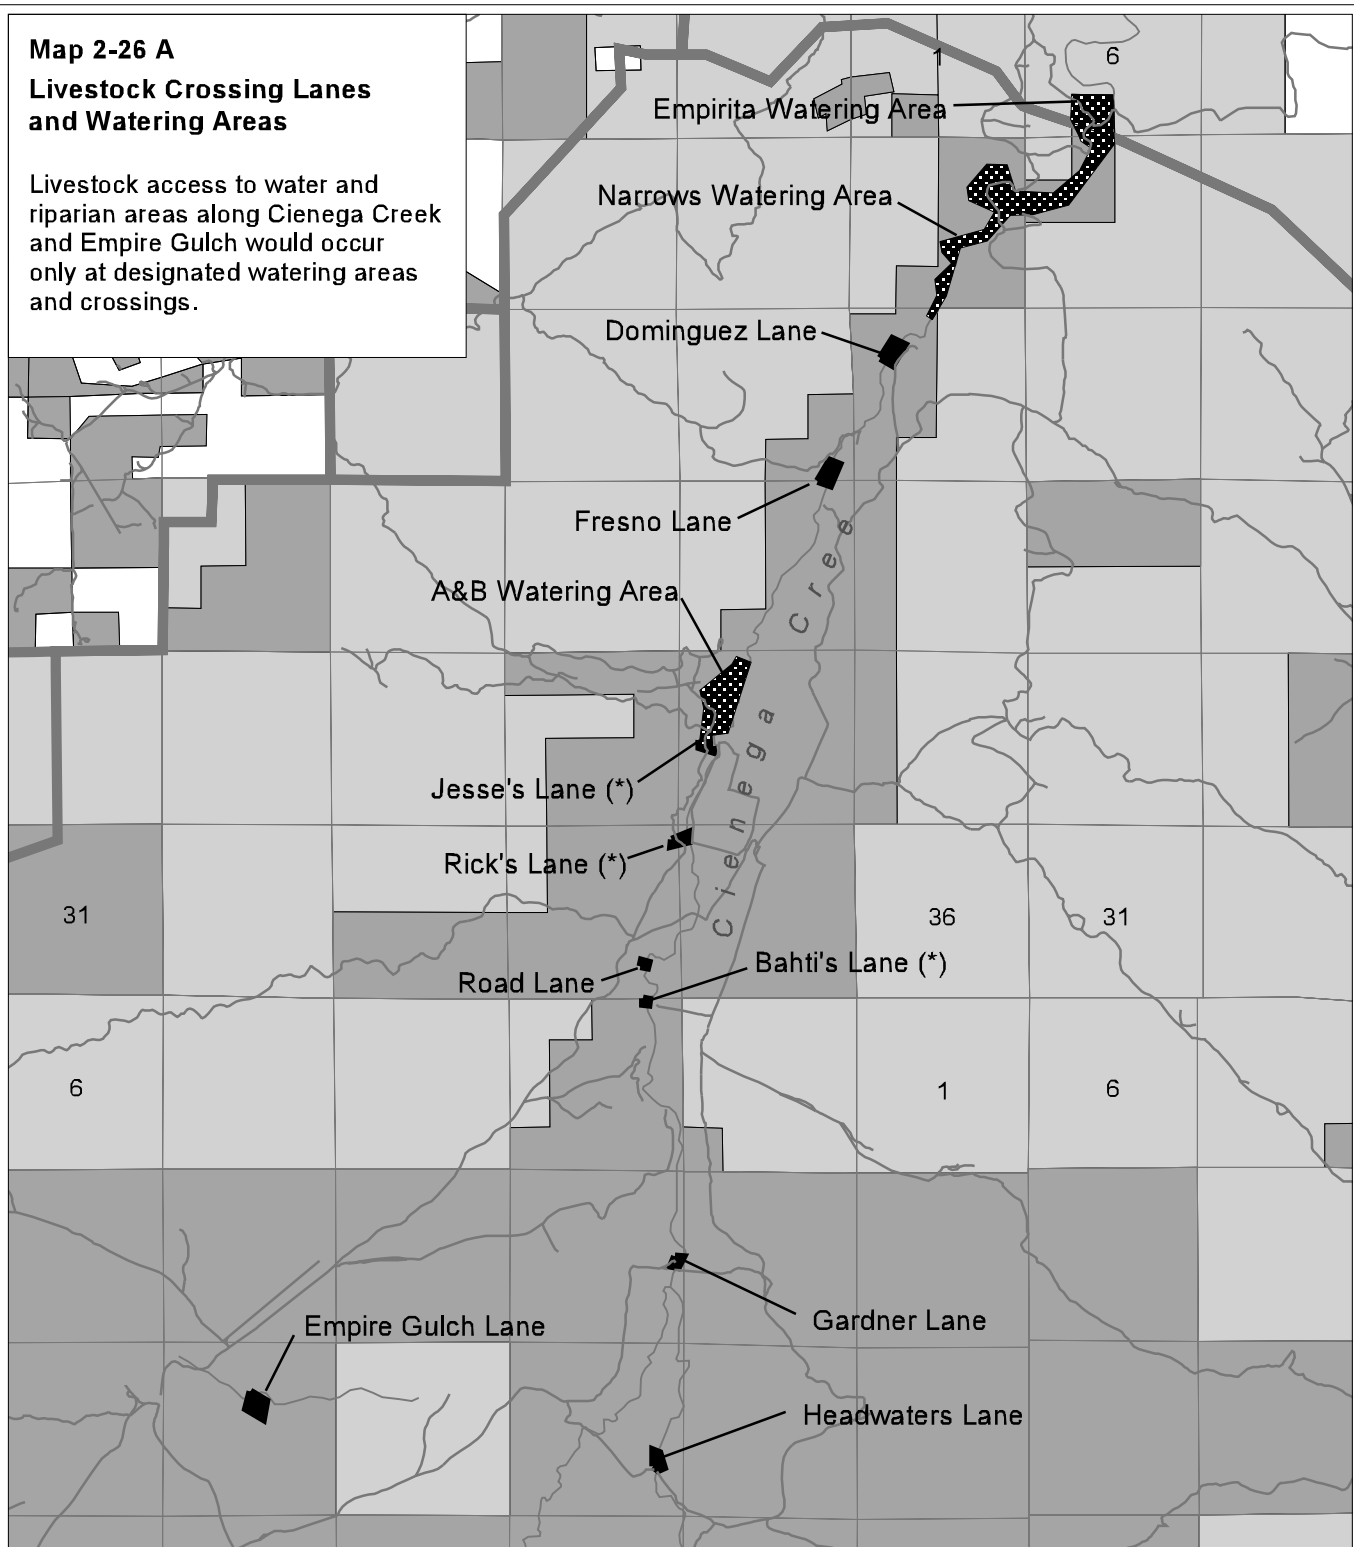 Map 2-26 A
Livestock Crossing Lanes
and Watering Areas
Livestock access to water and
riparian areas along Cienega Creek
and Empire Gulch would occur
only at designated watering areas
and crossings.
1
6
Empirita Watering Area
Narrows Watering Area
Dominguez Lane
Fresno Lane
A&B Watering Area
Cienega Cree
Jesse's Lane (*)
Rick's Lane (*)
31
36
31
Bahti's Lane (*)
Road Lane
6
1
6
Gardner Lane
Empire Gulch Lane
Headwaters Lane